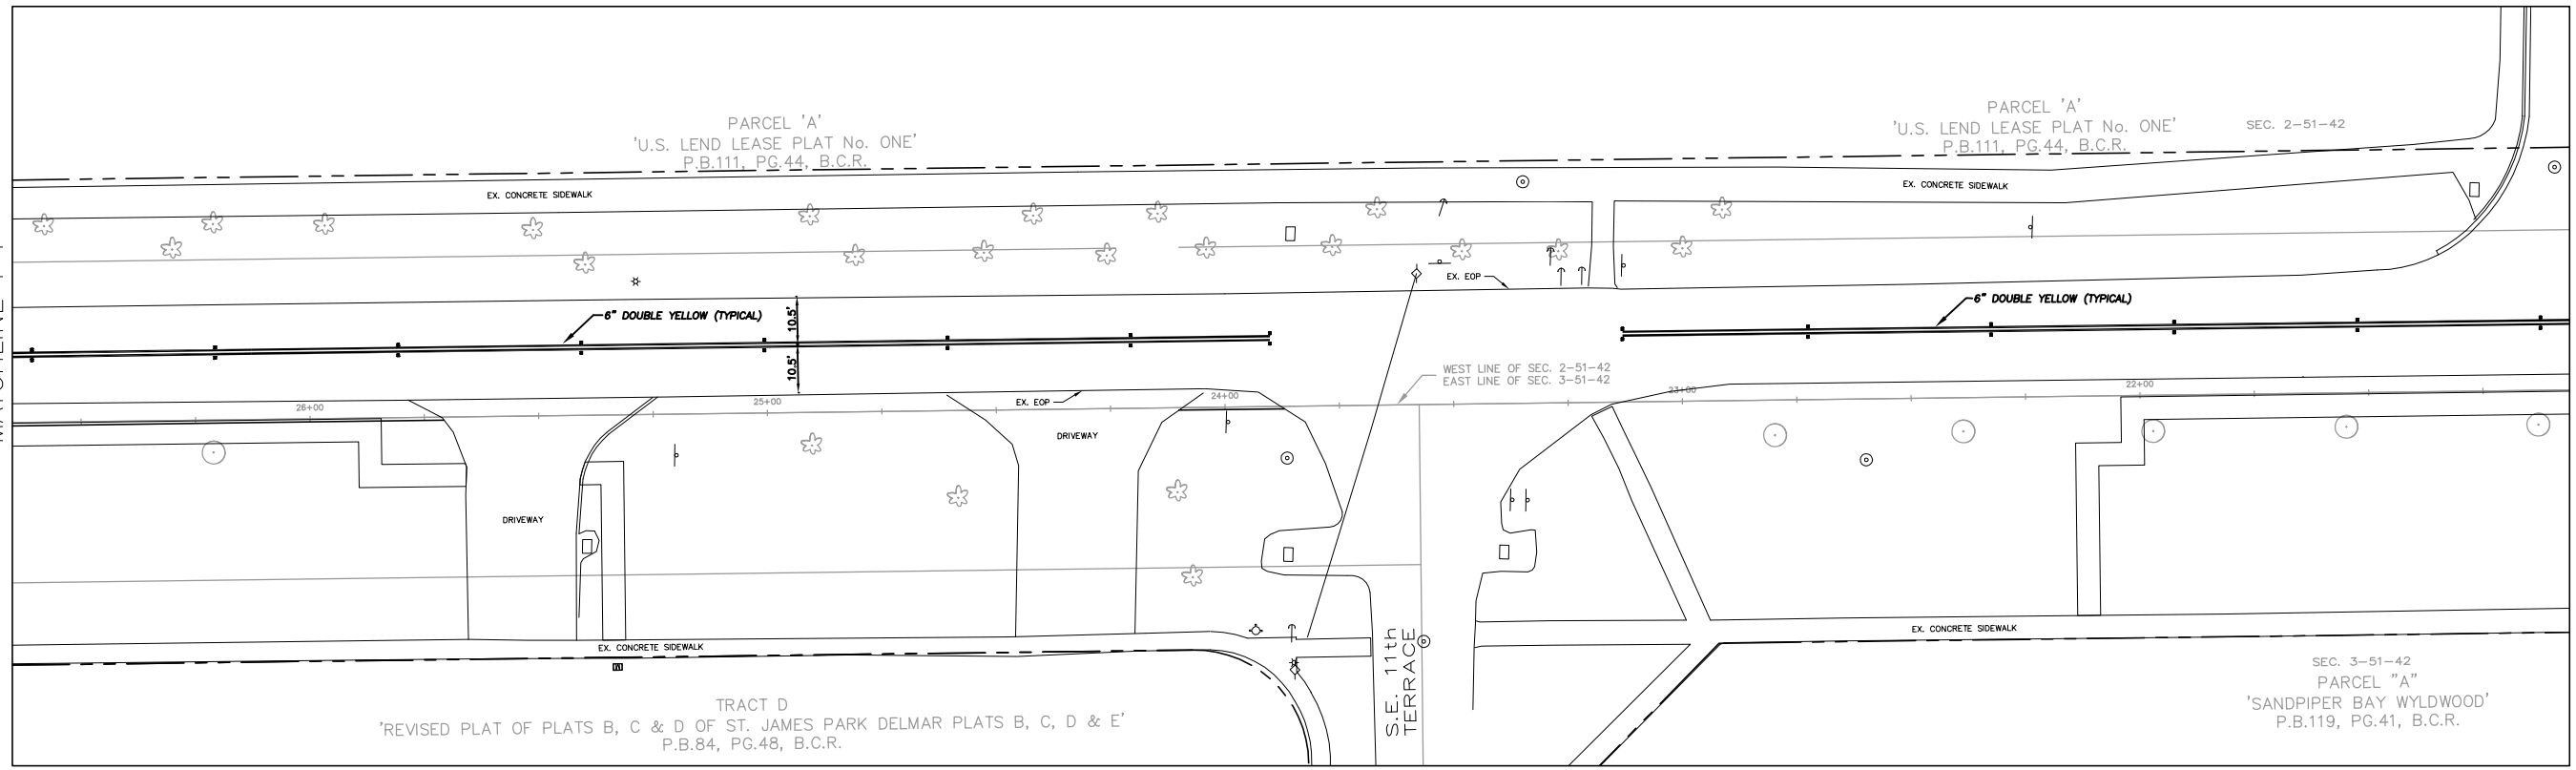 PARCEL 'A'
'U.S. LEND LEASE PLAT No. ONE'
P.B.111, PG.44, B.C.R.
PARCEL 'A'
'U.S. LEND LEASE PLAT No. ONE'
P.B.111, PG.44, B.C.R.
SEC. 2-51-42
EX. CONCRETE SIDEWALK
EX. CONCRETE SIDEWALK
EX. EOP
6" DOUBLE YELLOW (TYPICAL)
10.5'
10.5'
6" DOUBLE YELLOW (TYPICAL)
WEST LINE OF SEC. 2-51-42
EAST LINE OF SEC. 3-51-42
26+00
25+00
24+00
23+00
22+00
EX. EOP
DRIVEWAY
DRIVEWAY
EX. CONCRETE SIDEWALK
EX. CONCRETE SIDEWALK
S.E. 11th
TERRACE
TRACT D
'REVISED PLAT OF PLATS B, C & D OF ST. JAMES PARK DELMAR PLATS B, C, D & E'
P.B.84, PG.48, B.C.R.
SEC. 3-51-42
PARCEL "A"
'SANDPIPER BAY WYLDWOOD'
P.B.119, PG.41, B.C.R.